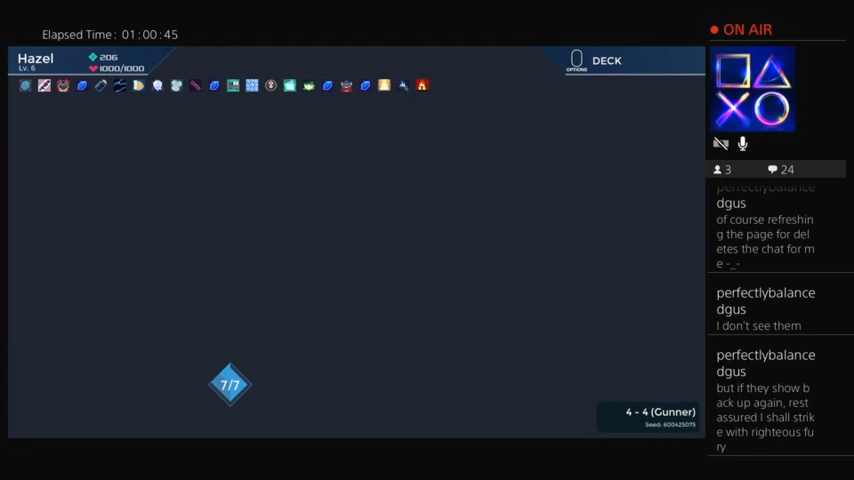 Elapsed Time : 01:00:45
ON AIR
Hazel
206
Lv. 6
1000/1000
OPTIONS
DECK
3
24
perfectlybalance
dgus
of course refreshin
g the page for del
etes the chat for m
e -_-
perfectlybalance
dgus
I don't see them
perfectlybalance
dgus
but if they show b
ack up again, rest
assured I shall strik
e with righteous fu
ry
7/7
4 - 4 (Gunner)
Seed: 600425075